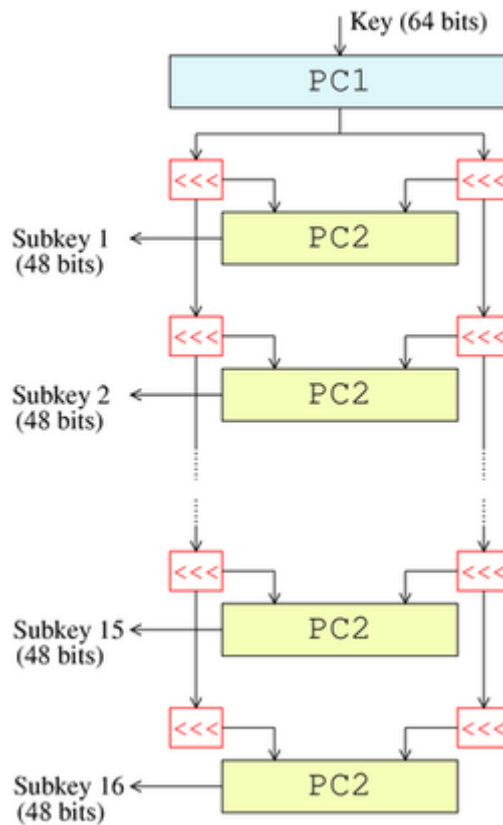 Key (64 bits)
PC1
<<< <<<
Subkey 1
(48 bits)
PC2
<<< <<<
Subkey 2
(48 bits)
PC2
<<< <<<
Subkey 15
(48 bits)
PC2
<<< <<<
Subkey 16
(48 bits)
PC2